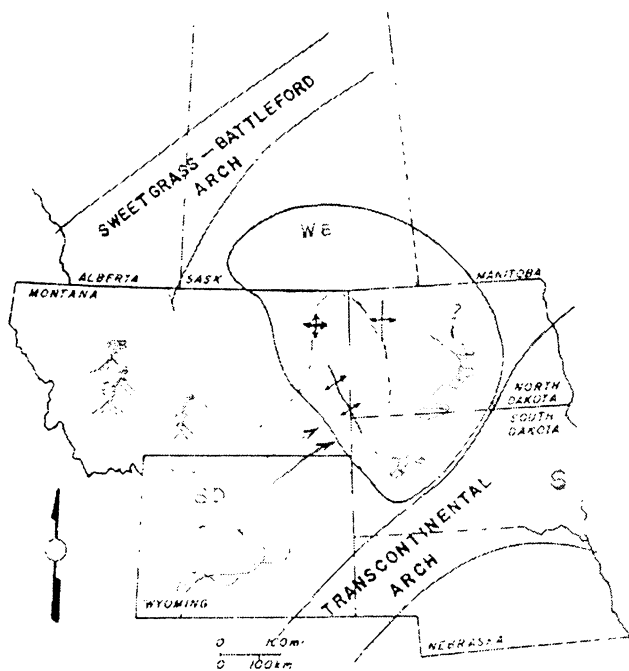 SWEETGRASS – BATTLEFORD
ARCH
WB
ALBERTA
SASK
MANITOBA
MONTANA
?
NORTH
DAKOTA
SOUTH
DAKOTA
S
TRANSCONTINENTAL
ARCH
WYOMING
NEBRASKA
0 100mi
0 100km